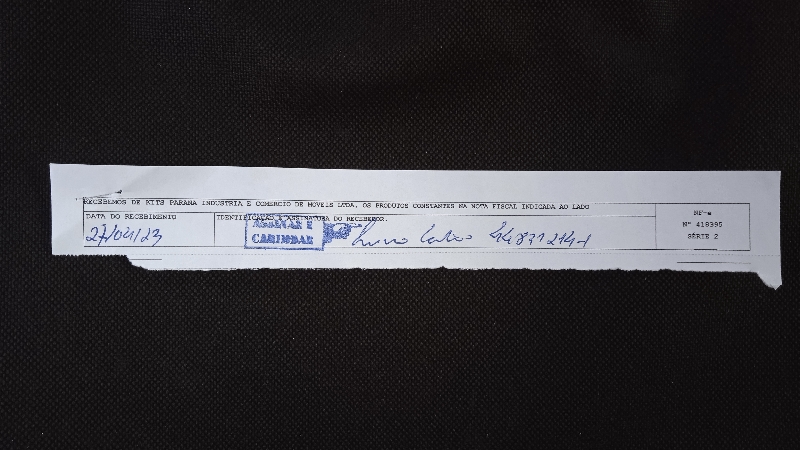 RECEBEMOS DE KITS PARANA INDUSTRIA E COMERCIO DE MOVEIS LTDA, OS PRODUTOS CONSTANTES NA NOTA FISCAL INDICADA AO LADO
DATA DO RECEBIMENTO
27/04/23
IDENTIFICAÇÃO E ASSINATURA DO RECEBEDOR.
ASSINAR E
CARIMBAR
NF-e
Nº 419395
SÉRIE 2